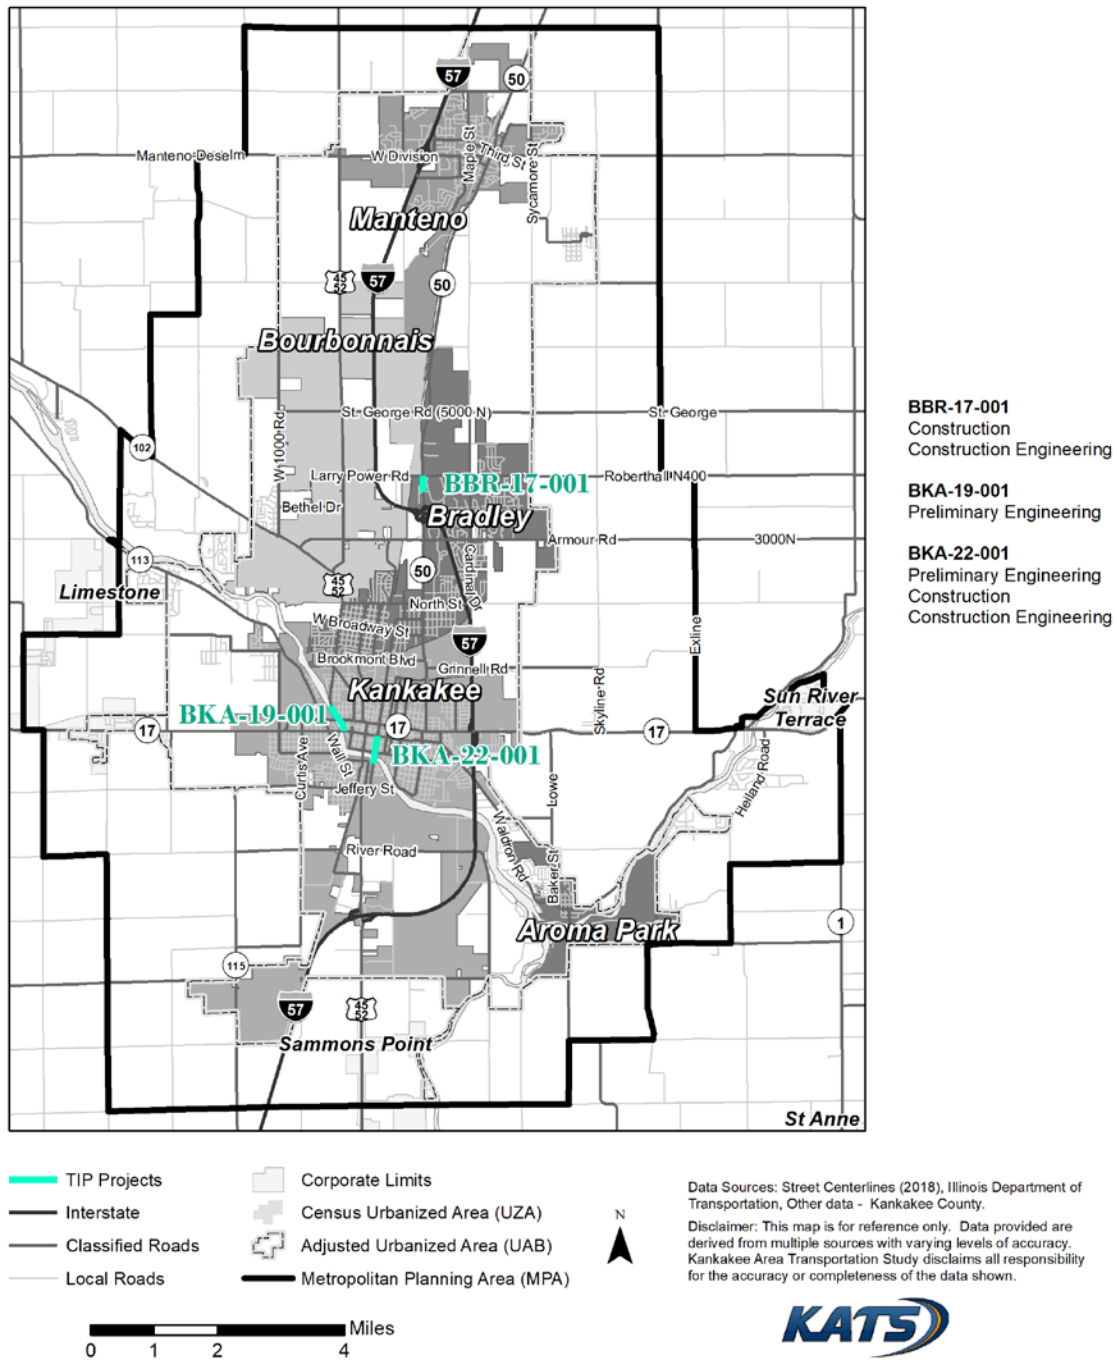 57
50
Manteno Deselm
W Division
Maple St
Third St
Sycamore St
Manteno
45
52
57
50
Bourbonnais
W 1000 Rd
St. George Rd (5000 N)
St. George
102
Larry Power Rd
BBR-17-001
Roberthall N400
Bethel Dr
Bradley
Armour Rd
3000N
113
Limestone
45
52
50
Cardinal Dr
North St
W Broadway St
57
Brookmont Blvd
Grinnell Rd
Exline
Skyline Rd
Kankakee
Sun River
Terrace
BKA-19-001
17
17
17
BKA-22-001
Wall St
Curtis Ave
Jeffery St
Lowe
Heiland Road
Waldron Rd
River Road
Baker St
Aroma Park
1
115
57
45
52
Sammons Point
St Anne
BBR-17-001
Construction
Construction Engineering
BKA-19-001
Preliminary Engineering
BKA-22-001
Preliminary Engineering
Construction
Construction Engineering
TIP Projects
Interstate
Classified Roads
Local Roads
Corporate Limits
Census Urbanized Area (UZA)
Adjusted Urbanized Area (UAB)
Metropolitan Planning Area (MPA)
N
Data Sources: Street Centerlines (2018), Illinois Department of
Transportation, Other data - Kankakee County.
Disclaimer: This map is for reference only. Data provided are
derived from multiple sources with varying levels of accuracy.
Kankakee Area Transportation Study disclaims all responsibility
for the accuracy or completeness of the data shown.
Miles
0 1 2 4
KATS